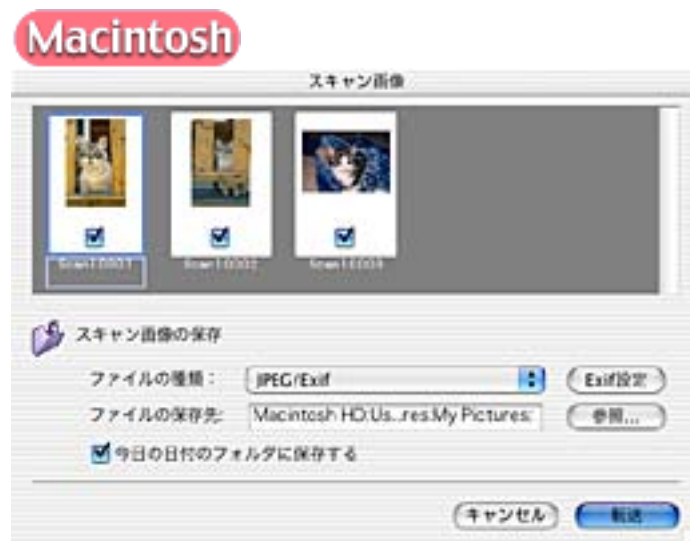 Macintosh
スキャン画像
Scan10001 Scan10002 Scan10003
スキャン画像の保存
ファイルの種類： JPEG/Exif Exif設定
ファイルの保存先: Macintosh HD:Us...res:My Pictures: 参照...
今日の日付のフォルダに保存する
キャンセル 転送